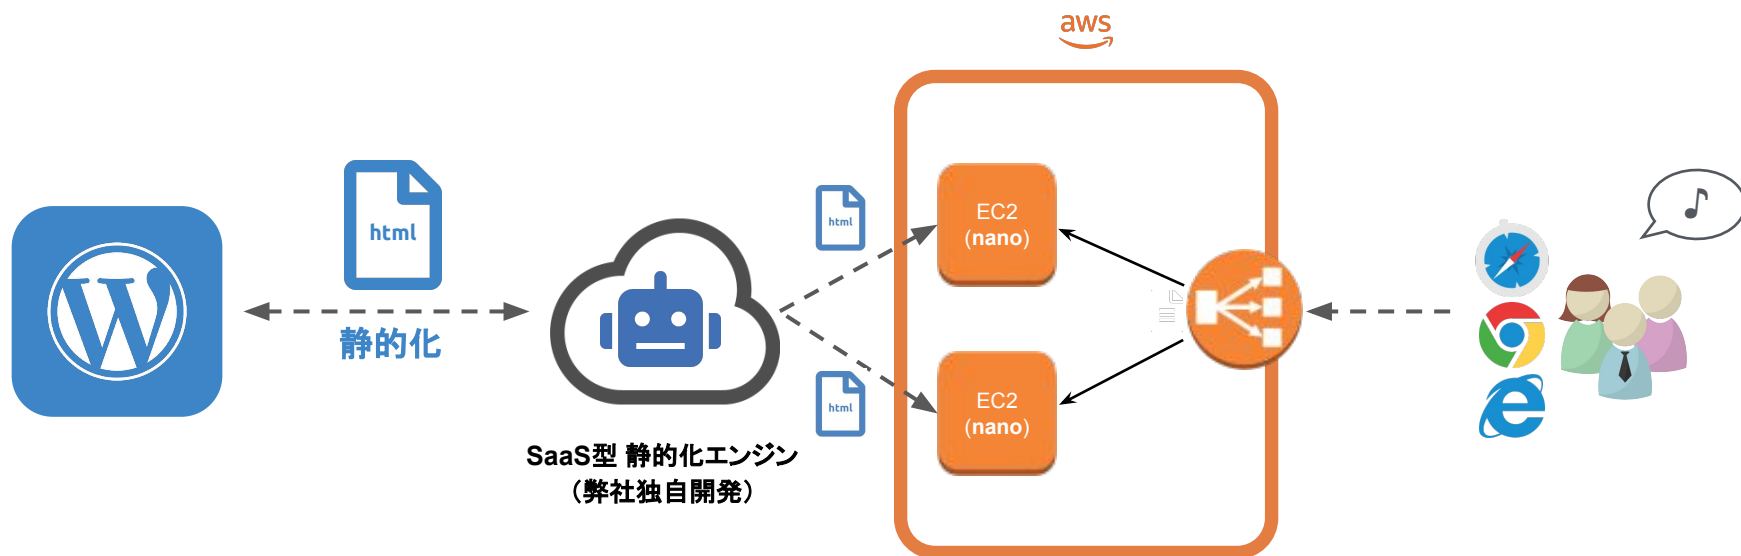 aws
html
静的化
html
html
EC2
(nano)
EC2
(nano)
SaaS型 静的化エンジン
（弊社独自開発）